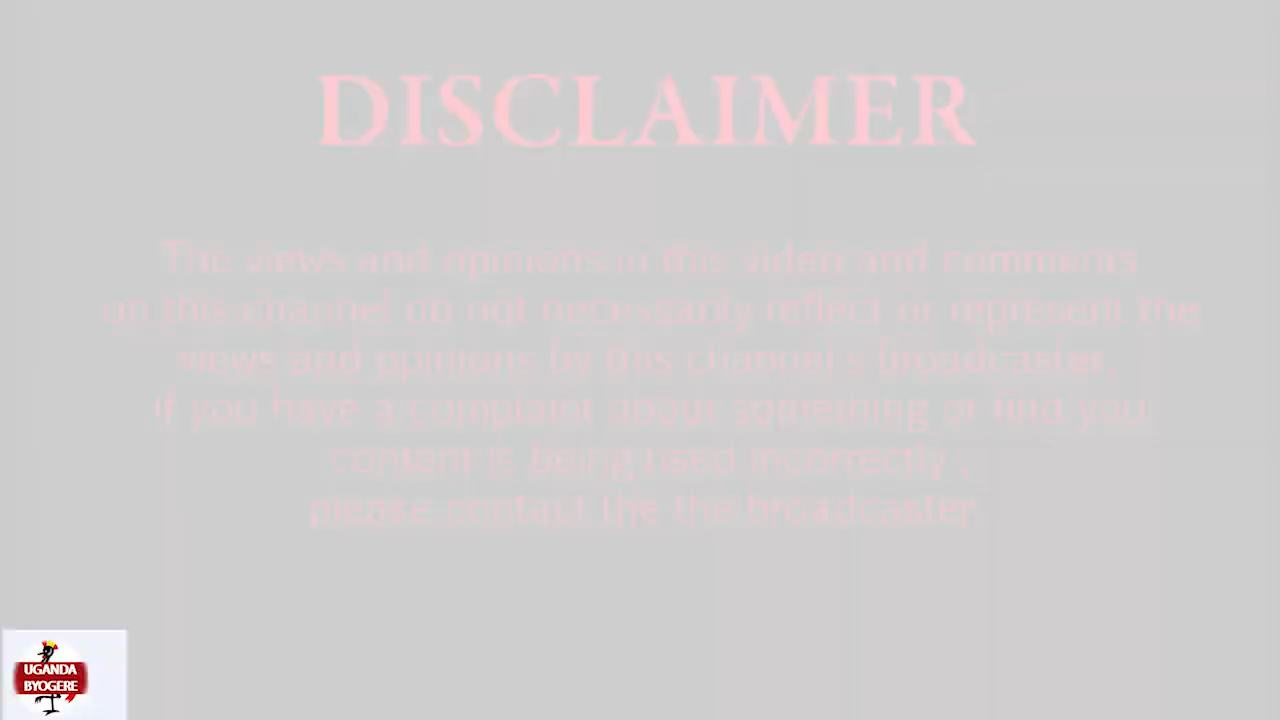 DISCLAIMER
The views and opinions in this video and comments
on this channel do not necessarily reflect or represent the
views and opinions by this channel's broadcaster.
If you have a complaint about something or find you
content is being used incorrectly ,
please contact the the broadcaster
UGANDA
BYOGERE